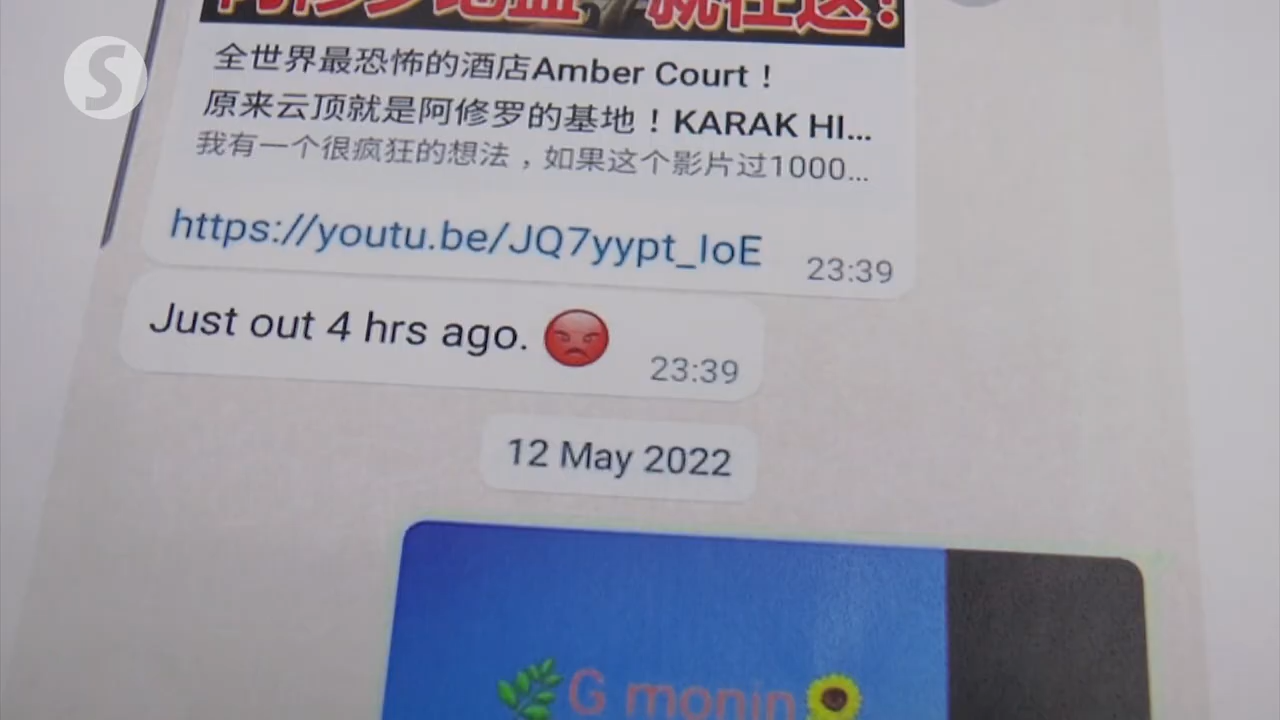 就在这!
全世界最恐怖的酒店Amber Court！
原来云顶就是阿修罗的基地！KARAK HI...
我有一个很疯狂的想法，如果这个影片过1000...
https://youtu.be/JQ7yypt_IoE
23:39
Just out 4 hrs ago. 😡
23:39
12 May 2022
G monin